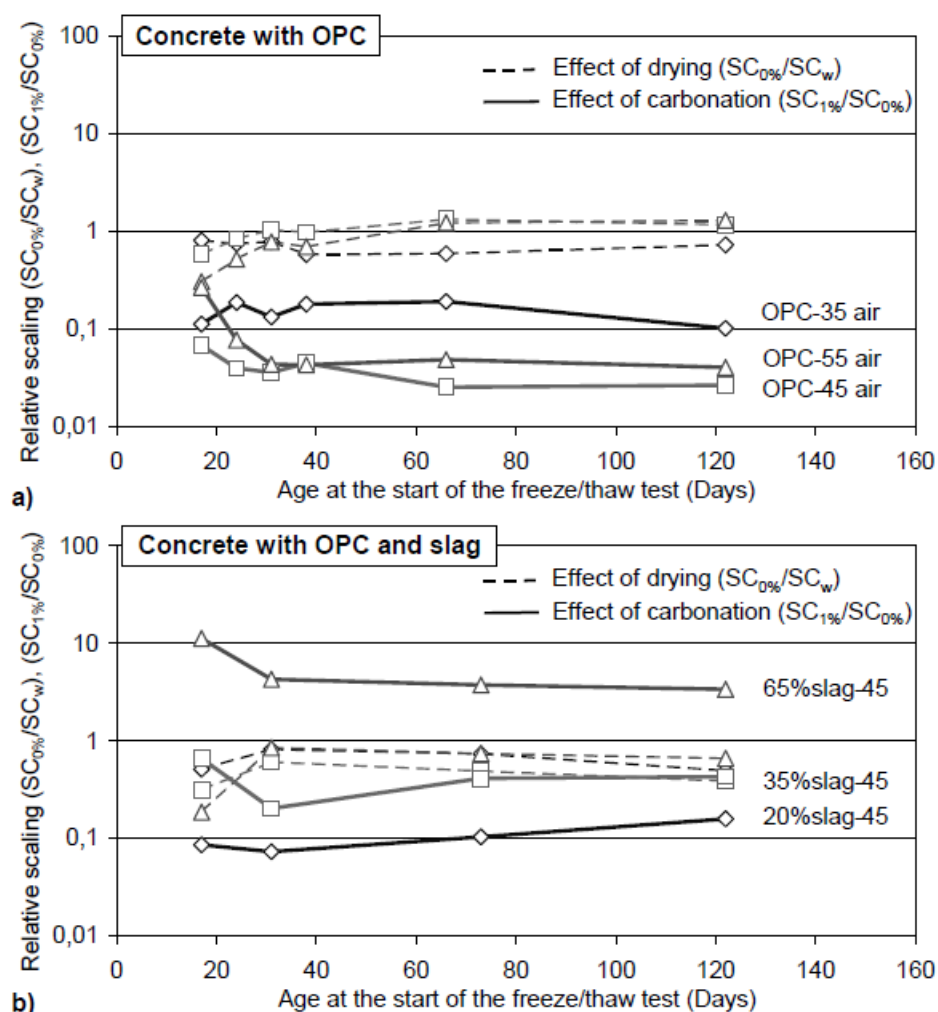 Concrete with OPC
100
10
1
0,1
0,01
Relative scaling (SC0%/SCw), (SC1%/SC0%)
Effect of drying (SC0%/SCw)
Effect of carbonation (SC1%/SC0%)
OPC-35 air
OPC-55 air
OPC-45 air
0 20 40 60 80 100 120 140 160
Age at the start of the freeze/thaw test (Days)
a)
Concrete with OPC and slag
100
10
1
0,1
0,01
Relative scaling (SC0%/SCw), (SC1%/SC0%)
Effect of drying (SC0%/SCw)
Effect of carbonation (SC1%/SC0%)
65%slag-45
35%slag-45
20%slag-45
0 20 40 60 80 100 120 140 160
Age at the start of the freeze/thaw test (Days)
b)